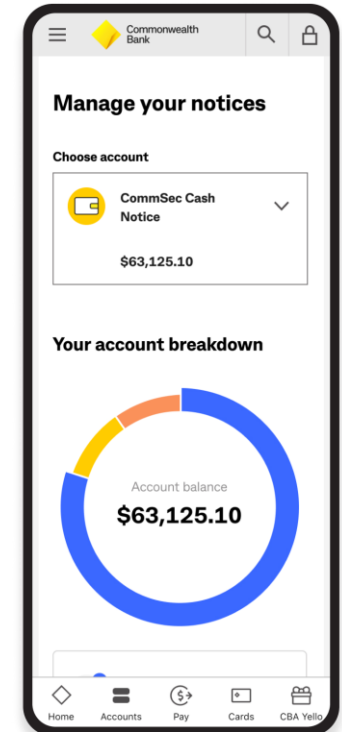 Commonwealth
Bank
Manage your notices
Choose account
CommSec Cash
Notice
$63,125.10
Your account breakdown
Account balance
$63,125.10
Home Accounts Pay Cards CBA Yello